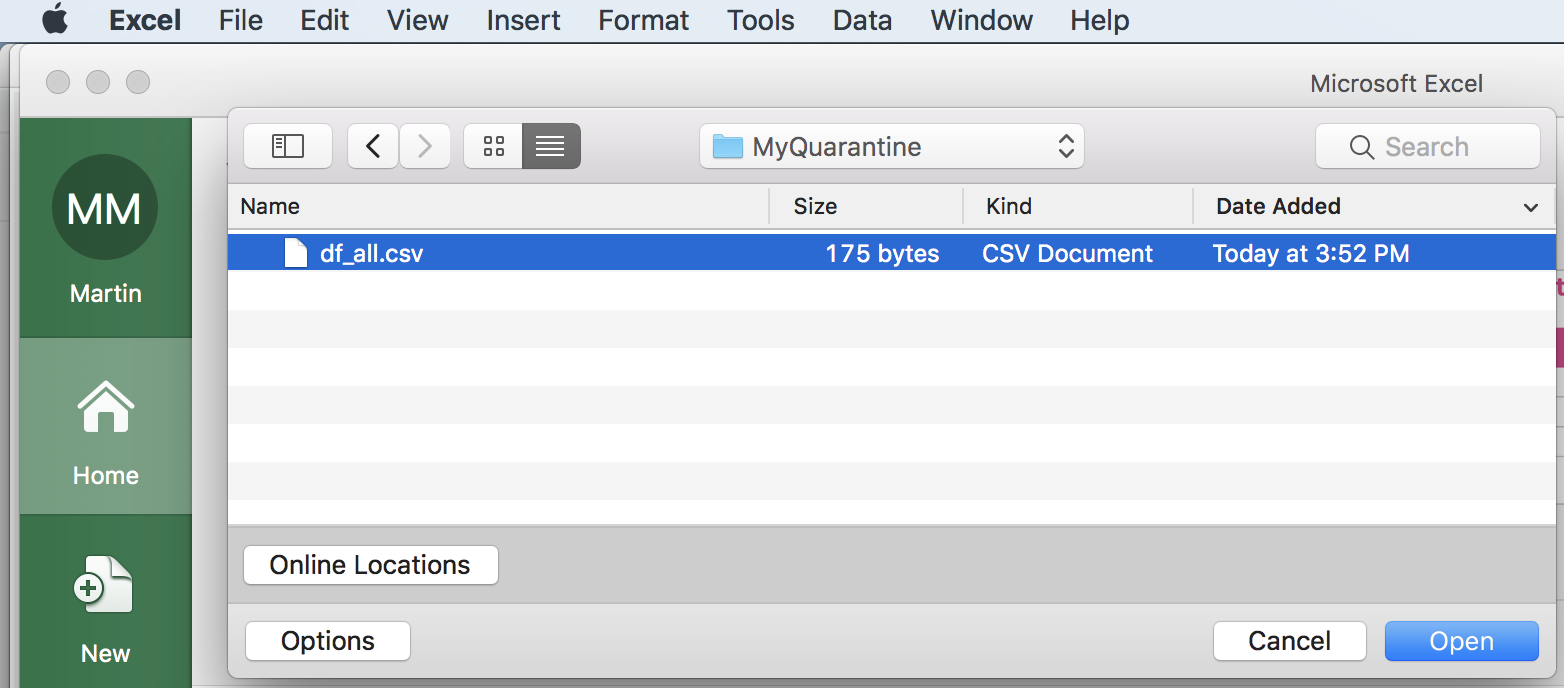 Excel File Edit View Insert Format Tools Data Window Help
Microsoft Excel
MyQuarantine Search
Name Size Kind Date Added
df_all.csv 175 bytes CSV Document Today at 3:52 PM
MM
Martin
Home
New
Online Locations
Options Cancel Open